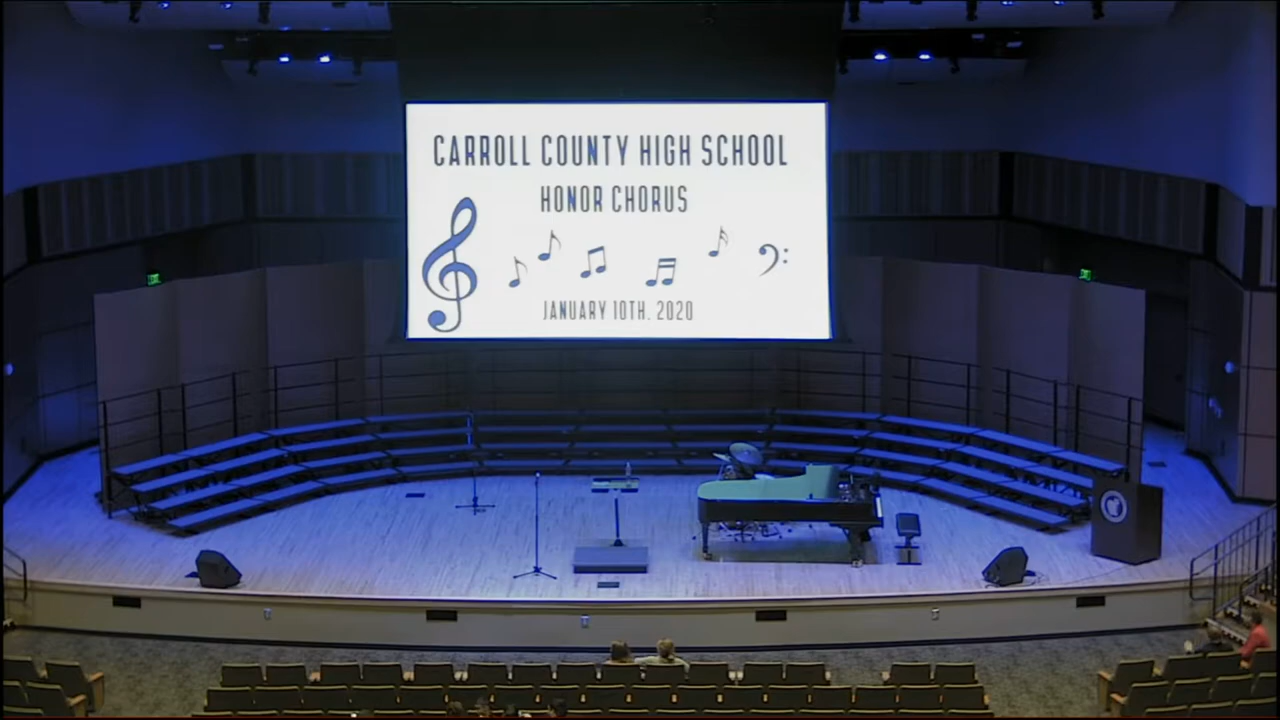 CARROLL COUNTY HIGH SCHOOL
HONOR CHORUS
JANUARY 10TH, 2020